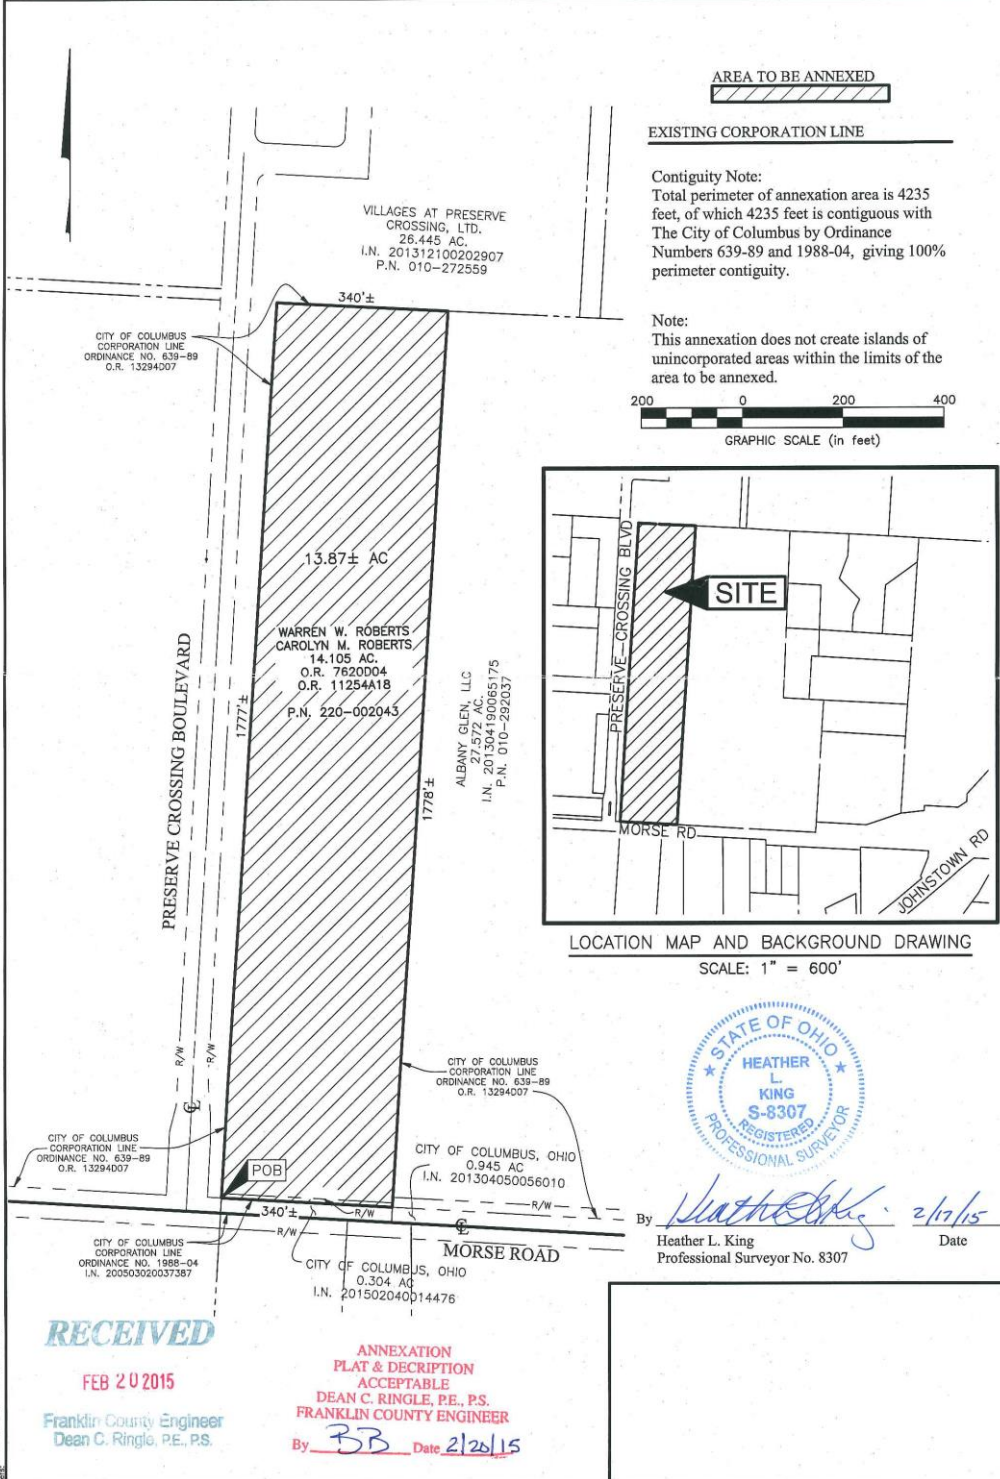 AREA TO BE ANNEXED
EXISTING CORPORATION LINE
Contiguity Note:
Total perimeter of annexation area is 4235
feet, of which 4235 feet is contiguous with
The City of Columbus by Ordinance
Numbers 639-89 and 1988-04, giving 100%
perimeter contiguity.
Note:
This annexation does not create islands of
unincorporated areas within the limits of the
area to be annexed.
200 0 200 400
GRAPHIC SCALE (in feet)
VILLAGES AT PRESERVE
CROSSING, LTD.
26.445 AC.
I.N. 201312100202907
P.N. 010-272559
340'±
CITY OF COLUMBUS
CORPORATION LINE
ORDINANCE NO. 639-89
O.R. 13294D07
13.87± AC
WARREN W. ROBERTS
CAROLYN M. ROBERTS
14.105 AC.
O.R. 7620D04
O.R. 11254A18
P.N. 220-002043
PRESERVE CROSSING BOULEVARD
1777'±
1778'±
ALBANY GLEN, LLC
27.572 AC.
I.N. 201304190065175
P.N. 010-292037
PRESERVE CROSSING BLVD
SITE
MORSE RD
JOHNSTOWN RD
LOCATION MAP AND BACKGROUND DRAWING
SCALE: 1" = 600'
R/W
R/W
CITY OF COLUMBUS
CORPORATION LINE
ORDINANCE NO. 639-89
O.R. 13294D07
CITY OF COLUMBUS
CORPORATION LINE
ORDINANCE NO. 639-89
O.R. 13294D07
CITY OF COLUMBUS, OHIO
0.945 AC
I.N. 201304050056010
POB
340'±
R/W
R/W
R/W
MORSE ROAD
CITY OF COLUMBUS
CORPORATION LINE
ORDINANCE NO. 1988-04
I.N. 200503020037387
CITY OF COLUMBUS, OHIO
0.304 AC
I.N. 201502040014476
STATE OF OHIO
HEATHER
L.
KING
S-8307
REGISTERED
PROFESSIONAL SURVEYOR
By Heather L King 2/17/15
Heather L. King Date
Professional Surveyor No. 8307
RECEIVED
FEB 20 2015
Franklin County Engineer
Dean C. Ringle, P.E., P.S.
ANNEXATION
PLAT & DECRIPTION
ACCEPTABLE
DEAN C. RINGLE, P.E., P.S.
FRANKLIN COUNTY ENGINEER
By BB Date 2/20/15